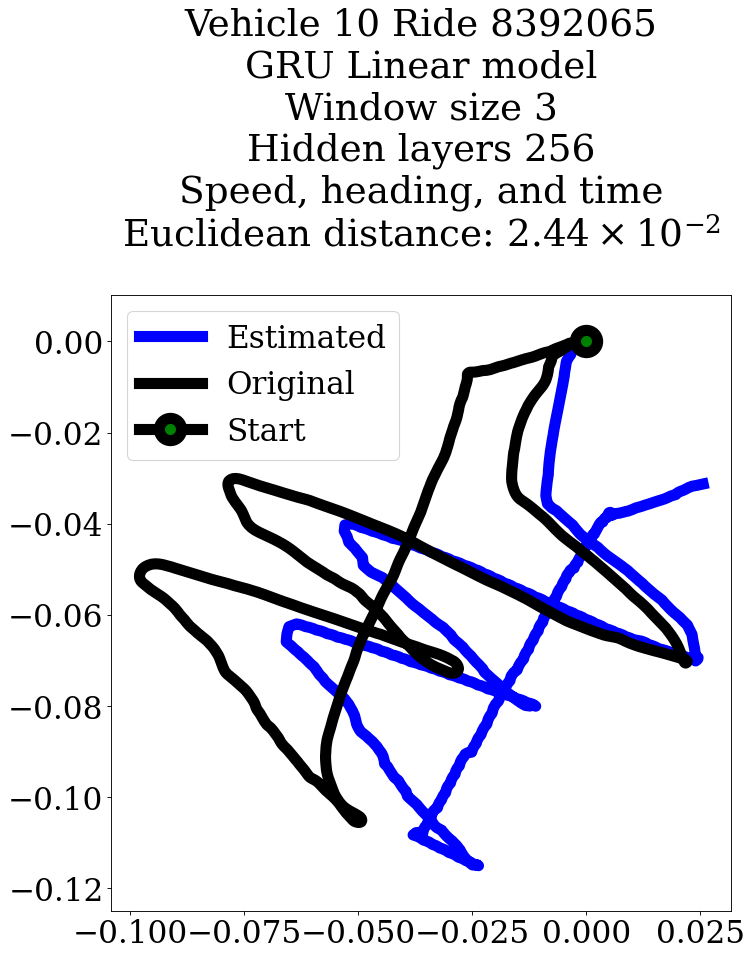 Vehicle 10 Ride 8392065
GRU Linear model
Window size 3
Hidden layers 256
Speed, heading, and time
Euclidean distance: 2.44 × 10⁻²
Estimated
Original
Start
0.00
−0.02
−0.04
−0.06
−0.08
−0.10
−0.12
−0.100 −0.075 −0.050 −0.025 0.000 0.025